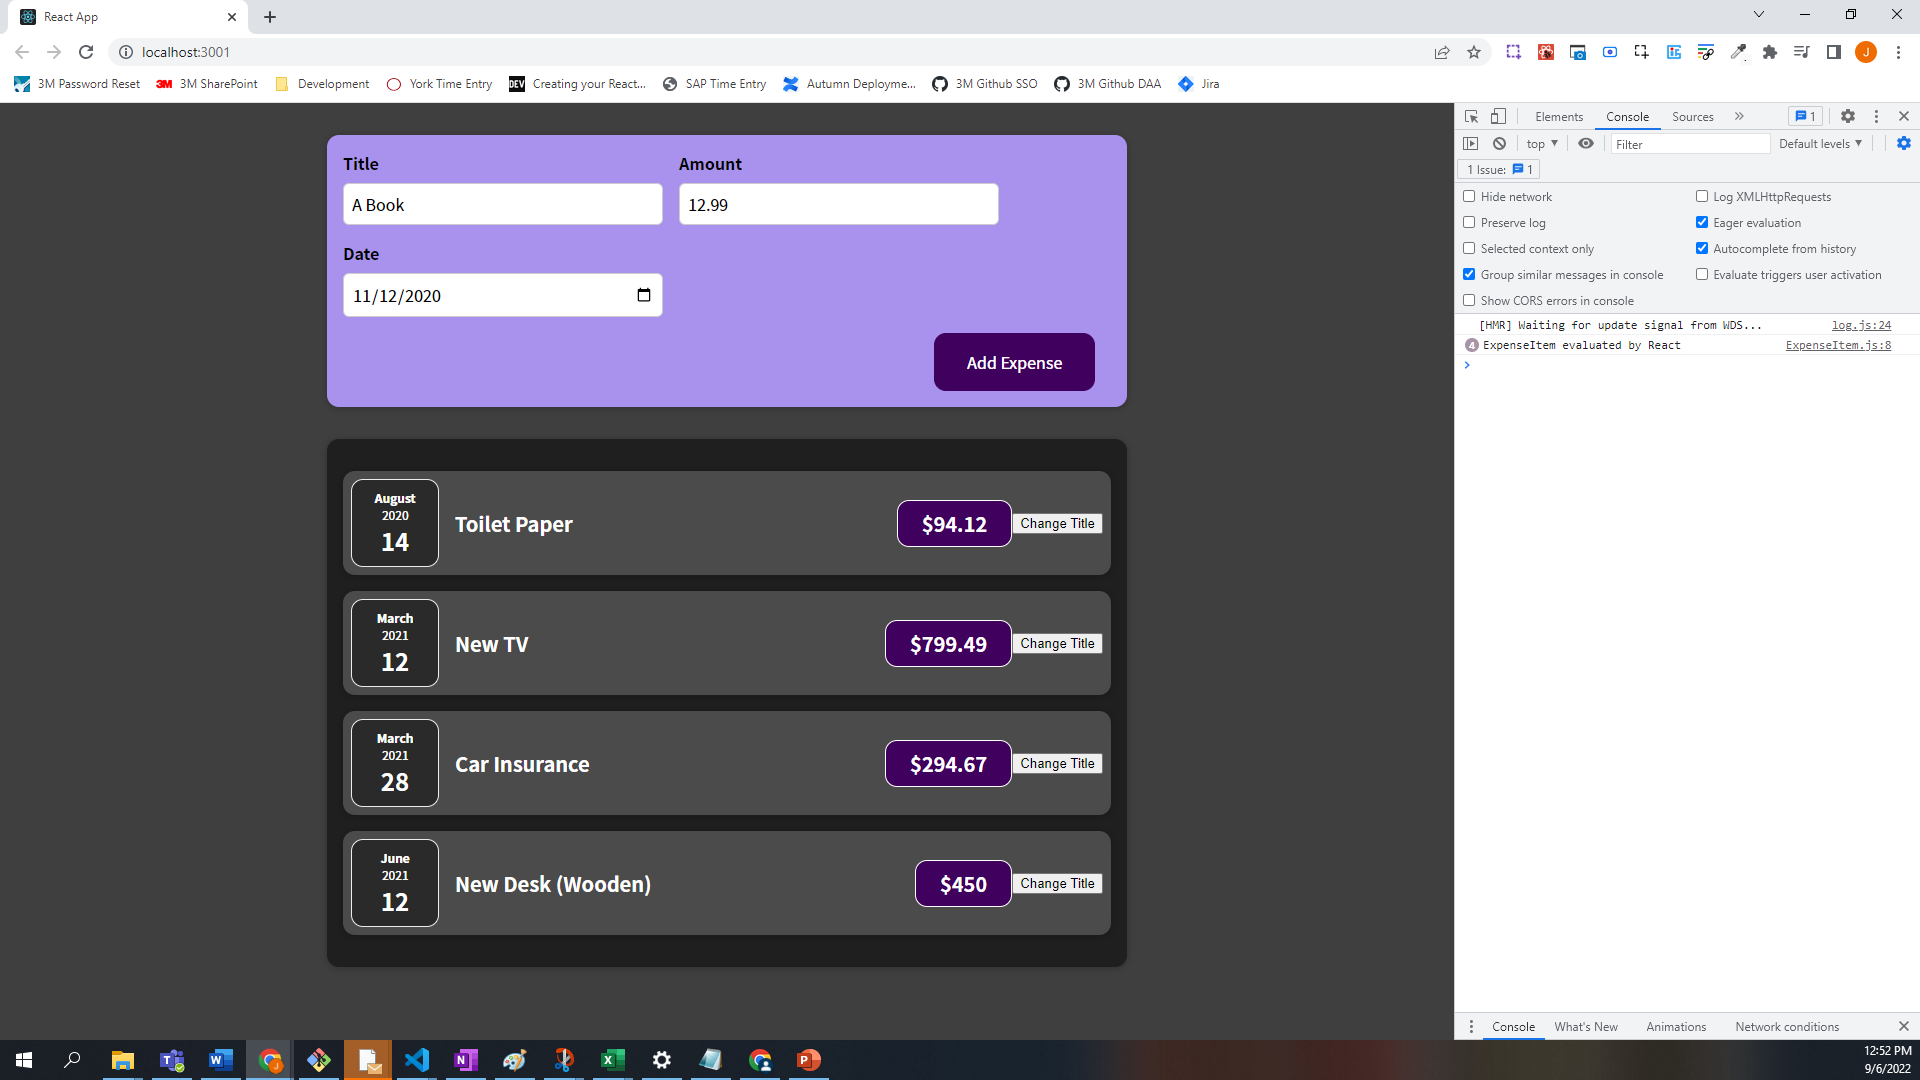 React App
localhost:3001
3M Password Reset
3M 3M SharePoint
Development
York Time Entry
DEV Creating your React...
SAP Time Entry
Autumn Deployme...
3M Github SSO
3M Github DAA
Jira
J
Title
A Book
Amount
12.99
Date
11/12/2020
Add Expense
August
2020
14
Toilet Paper
$94.12
Change Title
March
2021
12
New TV
$799.49
Change Title
March
2021
28
Car Insurance
$294.67
Change Title
June
2021
12
New Desk (Wooden)
$450
Change Title
Elements
Console
Sources
1
top
Filter
Default levels
1 Issue: 1
Hide network
Log XMLHttpRequests
Preserve log
Eager evaluation
Selected context only
Autocomplete from history
Group similar messages in console
Evaluate triggers user activation
Show CORS errors in console
[HMR] Waiting for update signal from WDS... log.js:24
4 ExpenseItem evaluated by React ExpenseItem.js:8
Console
What's New
Animations
Network conditions
12:52 PM
9/6/2022